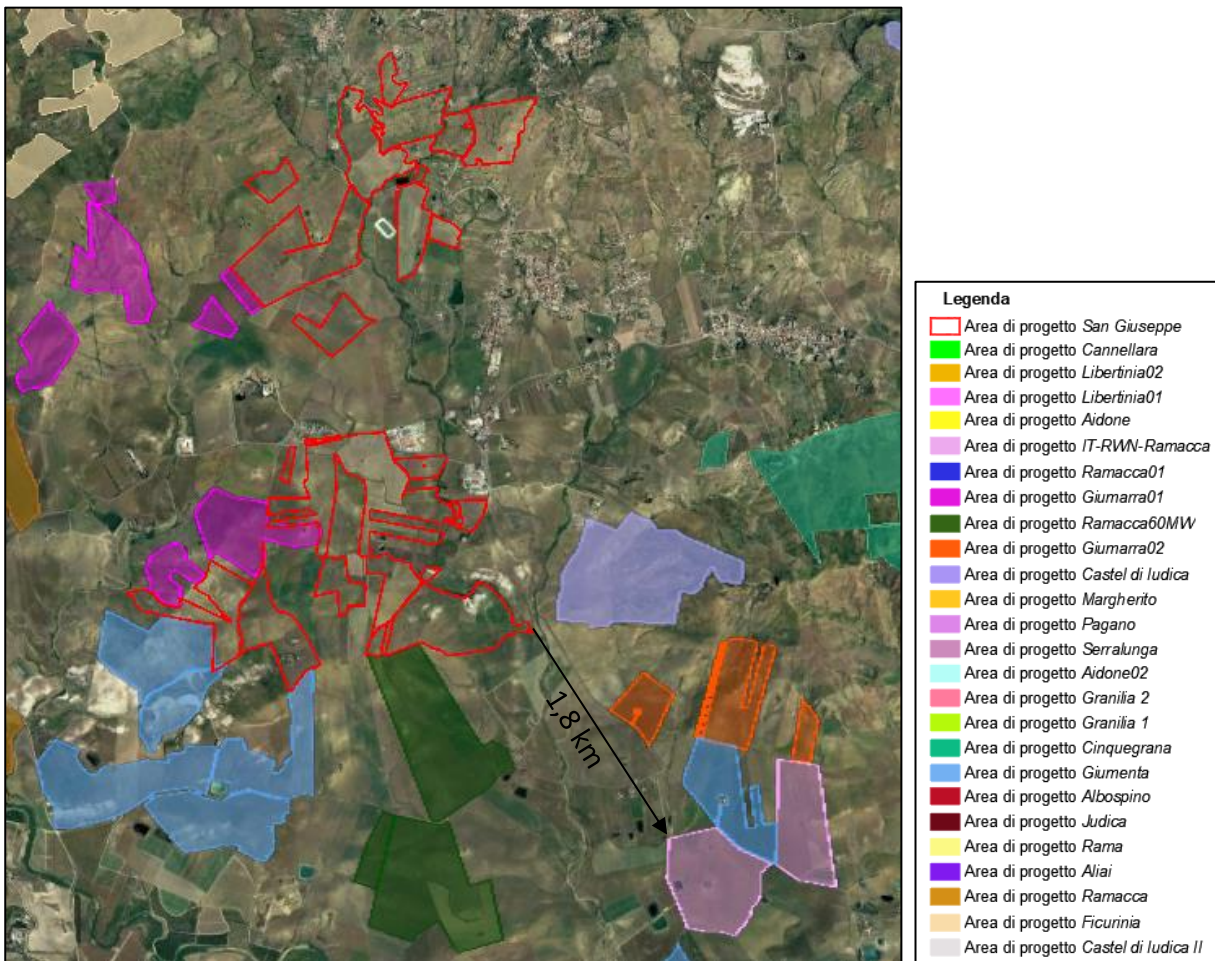 1,8 km
Legenda
Area di progetto San Giuseppe
Area di progetto Cannellara
Area di progetto Libertinia02
Area di progetto Libertinia01
Area di progetto Aidone
Area di progetto IT-RWN-Ramacca
Area di progetto Ramacca01
Area di progetto Giumarra01
Area di progetto Ramacca60MW
Area di progetto Giumarra02
Area di progetto Castel di Iudica
Area di progetto Margherito
Area di progetto Pagano
Area di progetto Serralunga
Area di progetto Aidone02
Area di progetto Granilia 2
Area di progetto Granilia 1
Area di progetto Cinquegrana
Area di progetto Giumenta
Area di progetto Albospino
Area di progetto Judica
Area di progetto Rama
Area di progetto Aliai
Area di progetto Ramacca
Area di progetto Ficurinia
Area di progetto Castel di Iudica II